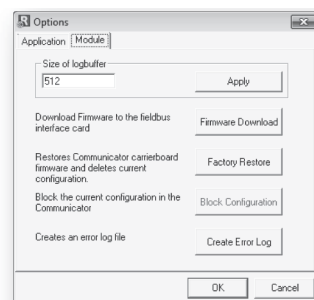 Options
Application Module
Size of logbuffer
512
Apply
Download Firmware to the fieldbus
interface card
Firmware Download
Restores Communicator carrierboard
firmware and deletes current
configuration.
Factory Restore
Block the current configuration in the
Communicator
Block Configuration
Creates an error log file
Create Error Log
OK Cancel